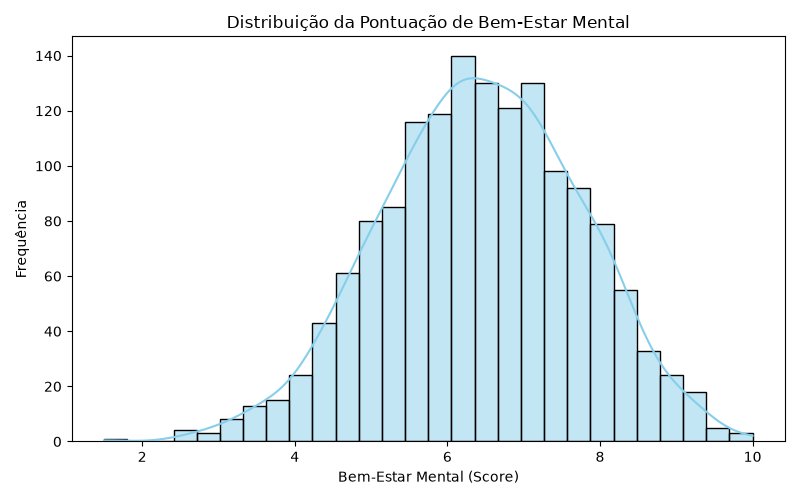 Distribuição da Pontuação de Bem-Estar Mental
140
120
100
80
60
40
20
0
Frequência
2 4 6 8 10
Bem-Estar Mental (Score)